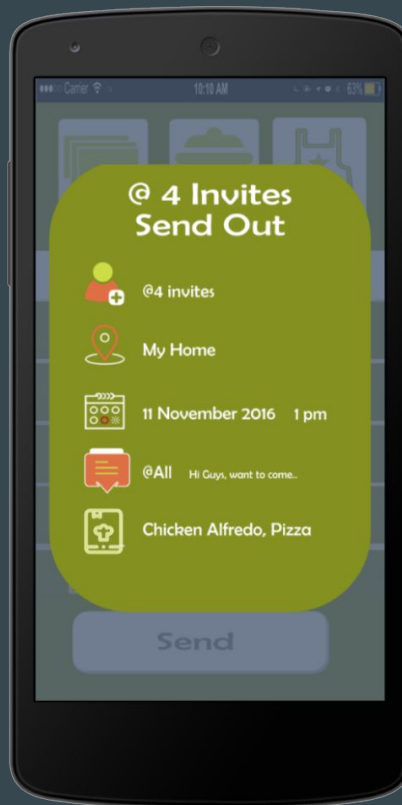 Carrier
10:10 AM
63%
@ 4 Invites
Send Out
@4 invites
My Home
11 November 2016 1 pm
@All Hi Guys, want to come..
Chicken Alfredo, Pizza
Send